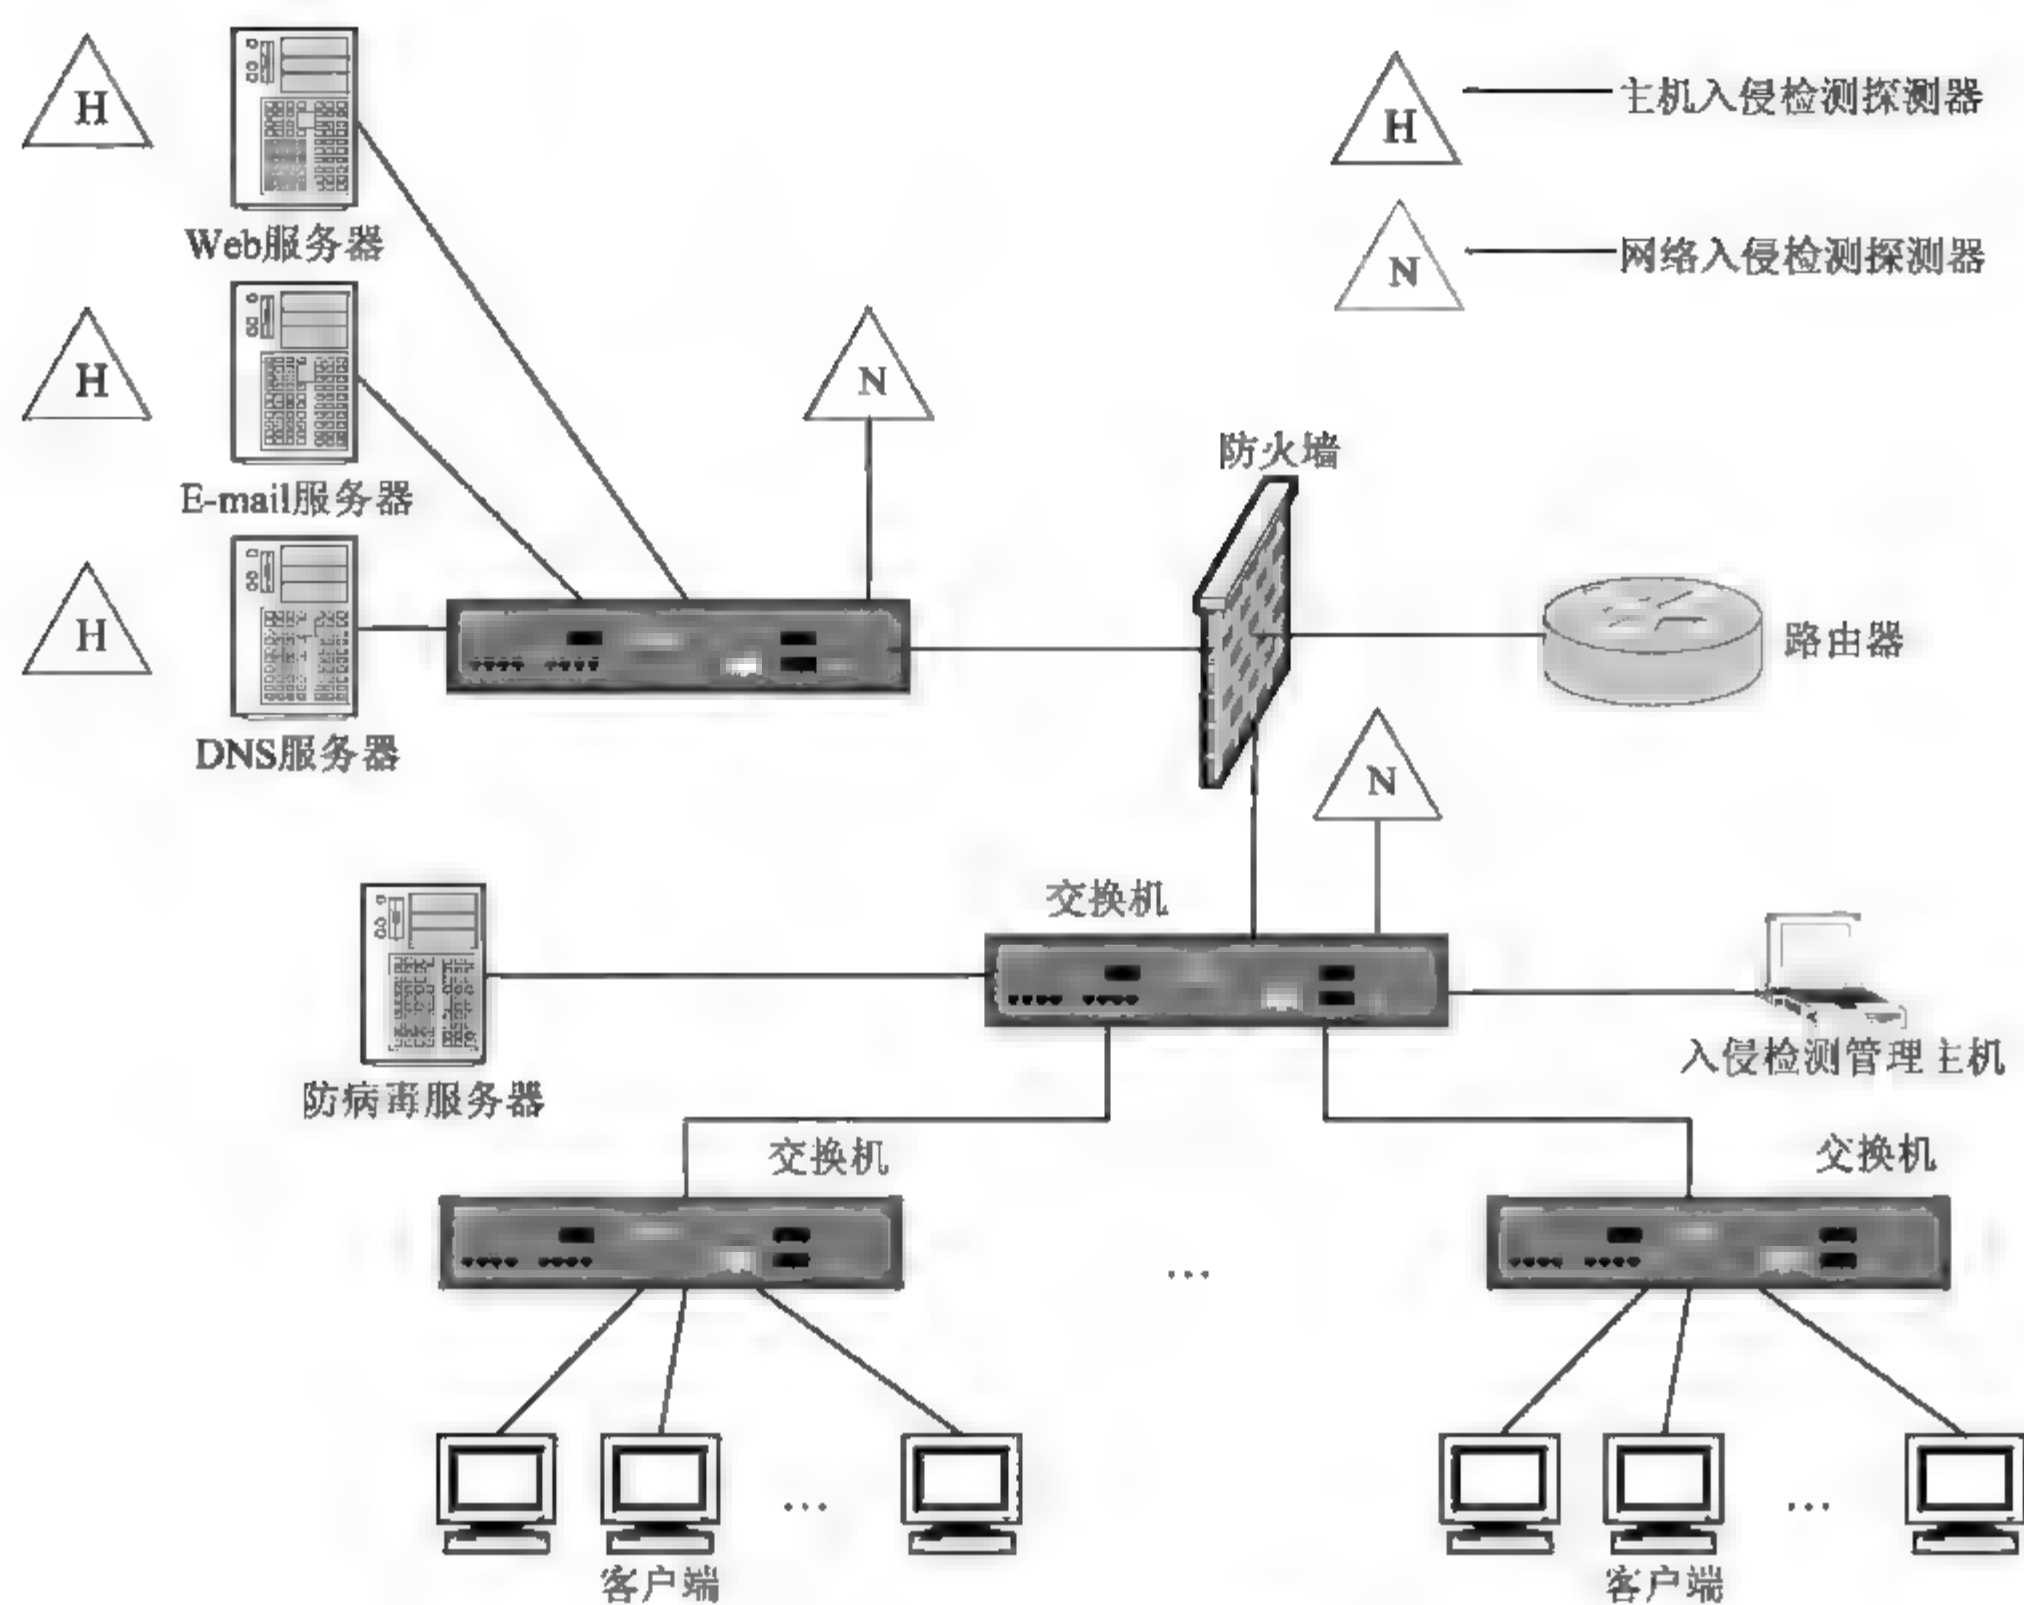 H
H
主机入侵检测探测器
Web服务器
N
网络入侵检测探测器
H
N
防火墙
E-mail服务器
H
路由器
DNS服务器
N
交换机
入侵检测管理主机
防病毒服务器
交换机
交换机
…
…
…
客户端
客户端